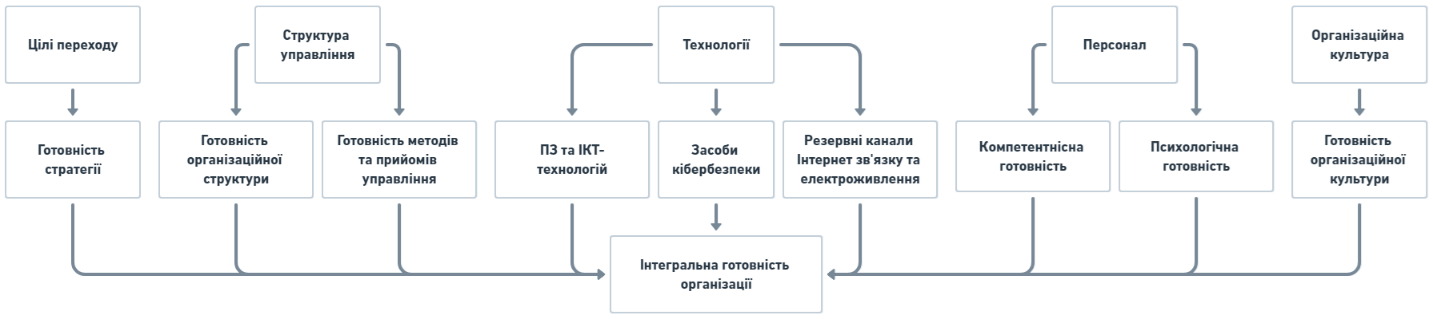 Цілі переходу
Структура
управління
Технології
Персонал
Організаційна
культура
Готовність
стратегії
Готовність
організаційної
структури
Готовність методів
та прийомів
управління
ПЗ та ІКТ-
технологій
Засоби
кібербезпеки
Резервні канали
Інтернет зв'язку та
електроживлення
Компетентнісна
готовність
Психологічна
готовність
Готовність
організаційної
культури
Інтегральна готовність
організації